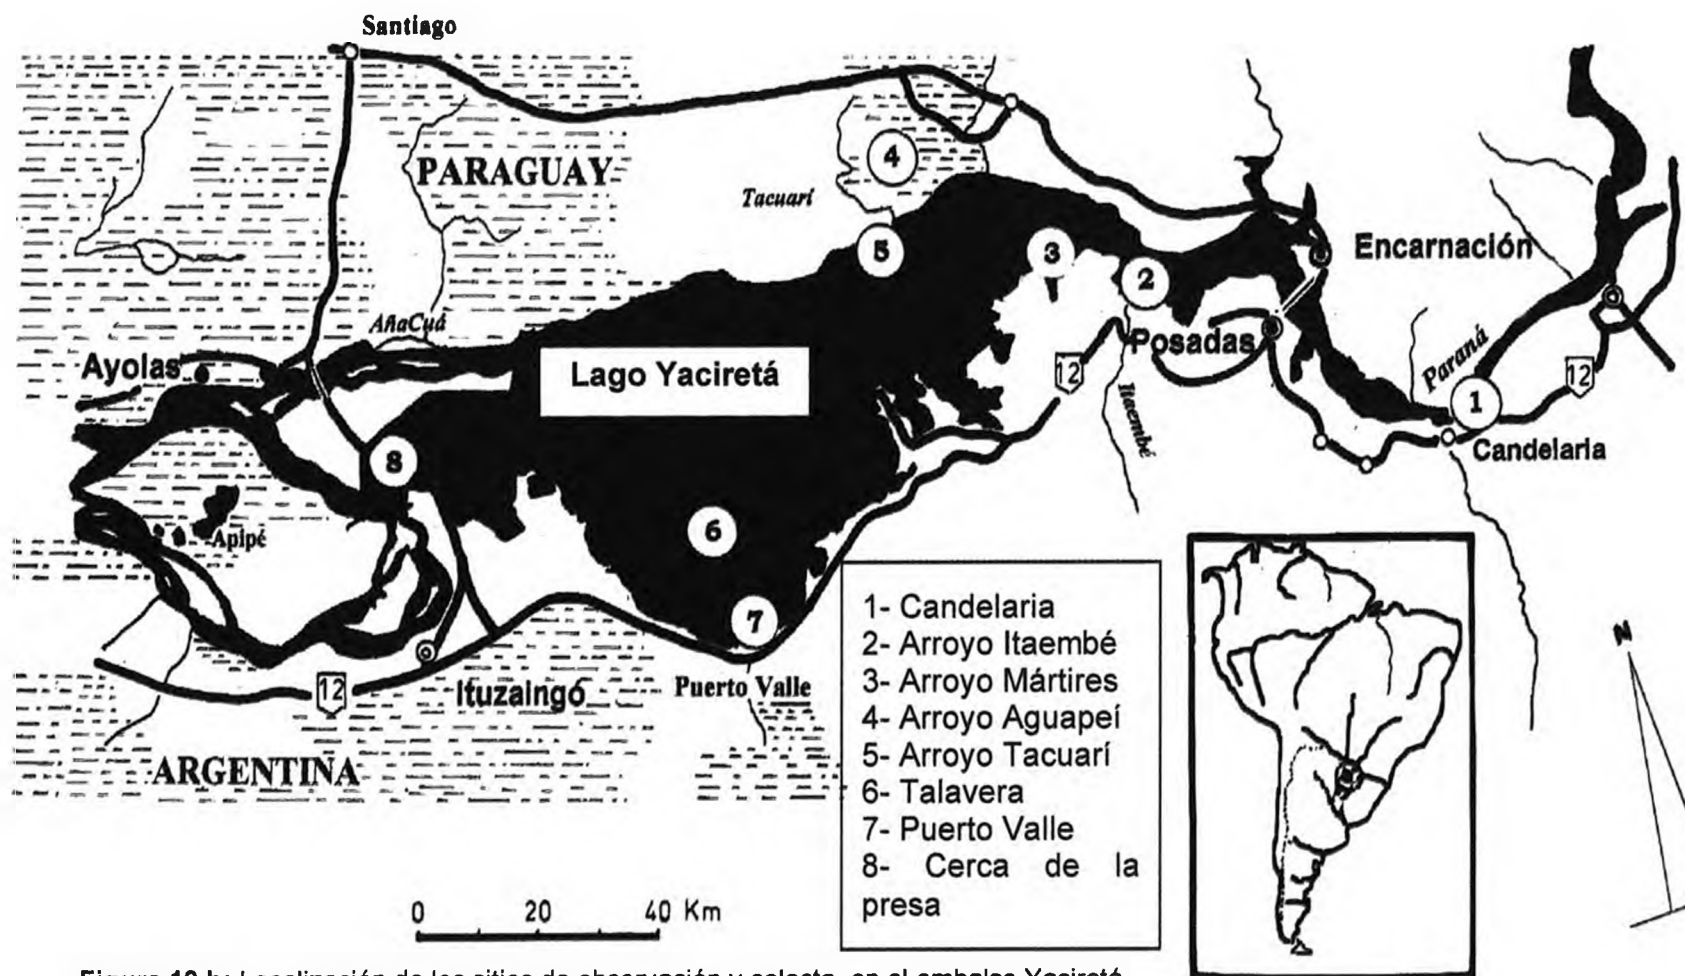 Santiago
PARAGUAY
4
Tacuarí
5
3
2
Encarnación
AñaCuá
Ayolas
Lago Yaciretá
Posadas
12
Itaembé
Paraná
12
1
Candelaria
8
6
Apipé
7
12
Ituzaingó
Puerto Valle
ARGENTINA
1- Candelaria
2- Arroyo Itaembé
3- Arroyo Mártires
4- Arroyo Aguapeí
5- Arroyo Tacuarí
6- Talavera
7- Puerto Valle
8- Cerca de la
presa
N
0 20 40 Km